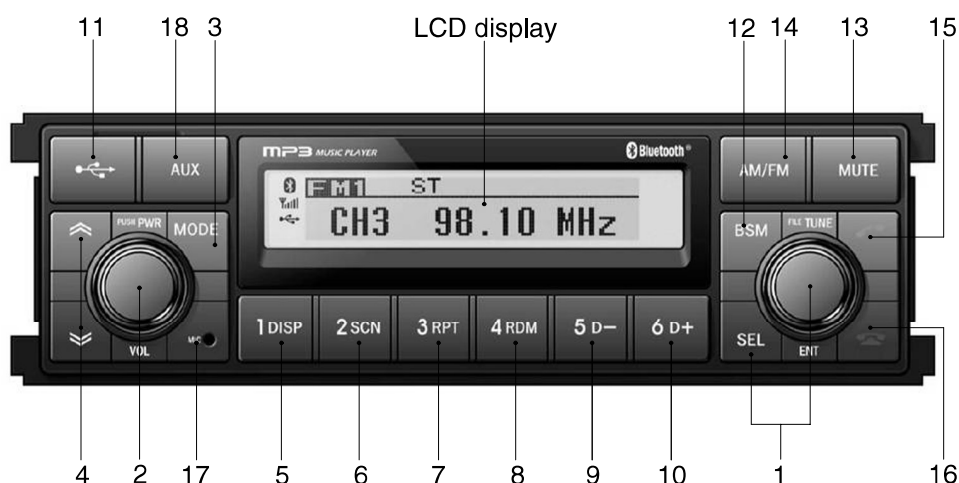 11 18 3 LCD display 12 14 13 15
MP3 MUSIC PLAYER Bluetooth®
AUX AM/FM MUTE
FM1 ST
PUSH PWR MODE BSM FILE TUNE
CH3 98.10 MHz
1 DISP 2 SCN 3 RPT 4 RDM 5 D− 6 D+
VOL MIC SEL ENT
4 2 17 5 6 7 8 9 10 1 16